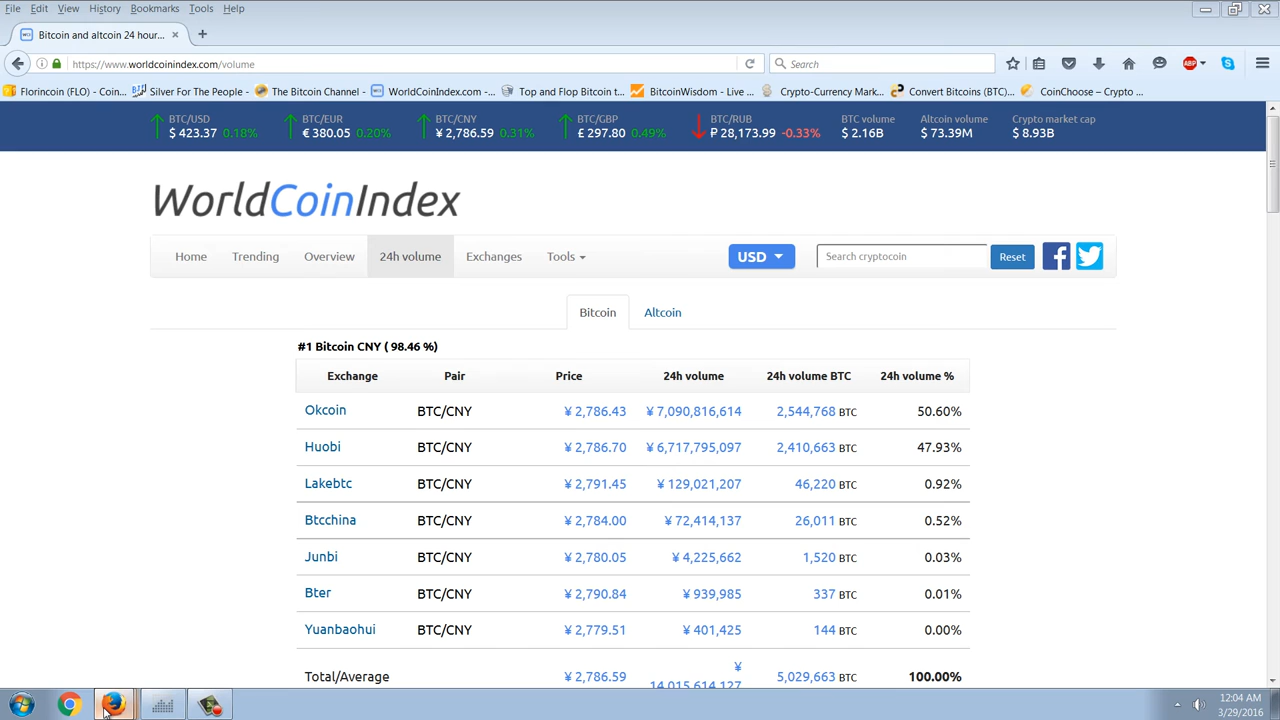 File Edit View History Bookmarks Tools Help
Bitcoin and altcoin 24 hour...
https://www.worldcoinindex.com/volume
Search
ABP
Florincoin (FLO) - Coin... Silver For The People - ... The Bitcoin Channel - ... WorldCoinIndex.com -... Top and Flop Bitcoin t... BitcoinWisdom - Live ... Crypto-Currency Mark... Convert Bitcoins (BTC)... CoinChoose – Crypto ...
BTC/USD BTC/EUR BTC/CNY BTC/GBP BTC/RUB BTC volume Altcoin volume Crypto market cap
$ 423.37 0.18% € 380.05 0.20% ¥ 2,786.59 0.31% £ 297.80 0.49% ₽ 28,173.99 -0.33% $ 2.16B $ 73.39M $ 8.93B
WorldCoinIndex
Home Trending Overview 24h volume Exchanges Tools USD Search cryptocoin Reset
Bitcoin Altcoin
#1 Bitcoin CNY ( 98.46 %)
Exchange Pair Price 24h volume 24h volume BTC 24h volume %
Okcoin BTC/CNY ¥ 2,786.43 ¥ 7,090,816,614 2,544,768 BTC 50.60%
Huobi BTC/CNY ¥ 2,786.70 ¥ 6,717,795,097 2,410,663 BTC 47.93%
Lakebtc BTC/CNY ¥ 2,791.45 ¥ 129,021,207 46,220 BTC 0.92%
Btcchina BTC/CNY ¥ 2,784.00 ¥ 72,414,137 26,011 BTC 0.52%
Junbi BTC/CNY ¥ 2,780.05 ¥ 4,225,662 1,520 BTC 0.03%
Bter BTC/CNY ¥ 2,790.84 ¥ 939,985 337 BTC 0.01%
Yuanbaohui BTC/CNY ¥ 2,779.51 ¥ 401,425 144 BTC 0.00%
Total/Average ¥ 2,786.59 ¥ 14,015,614,127 5,029,663 BTC 100.00%
12:04 AM
3/29/2016